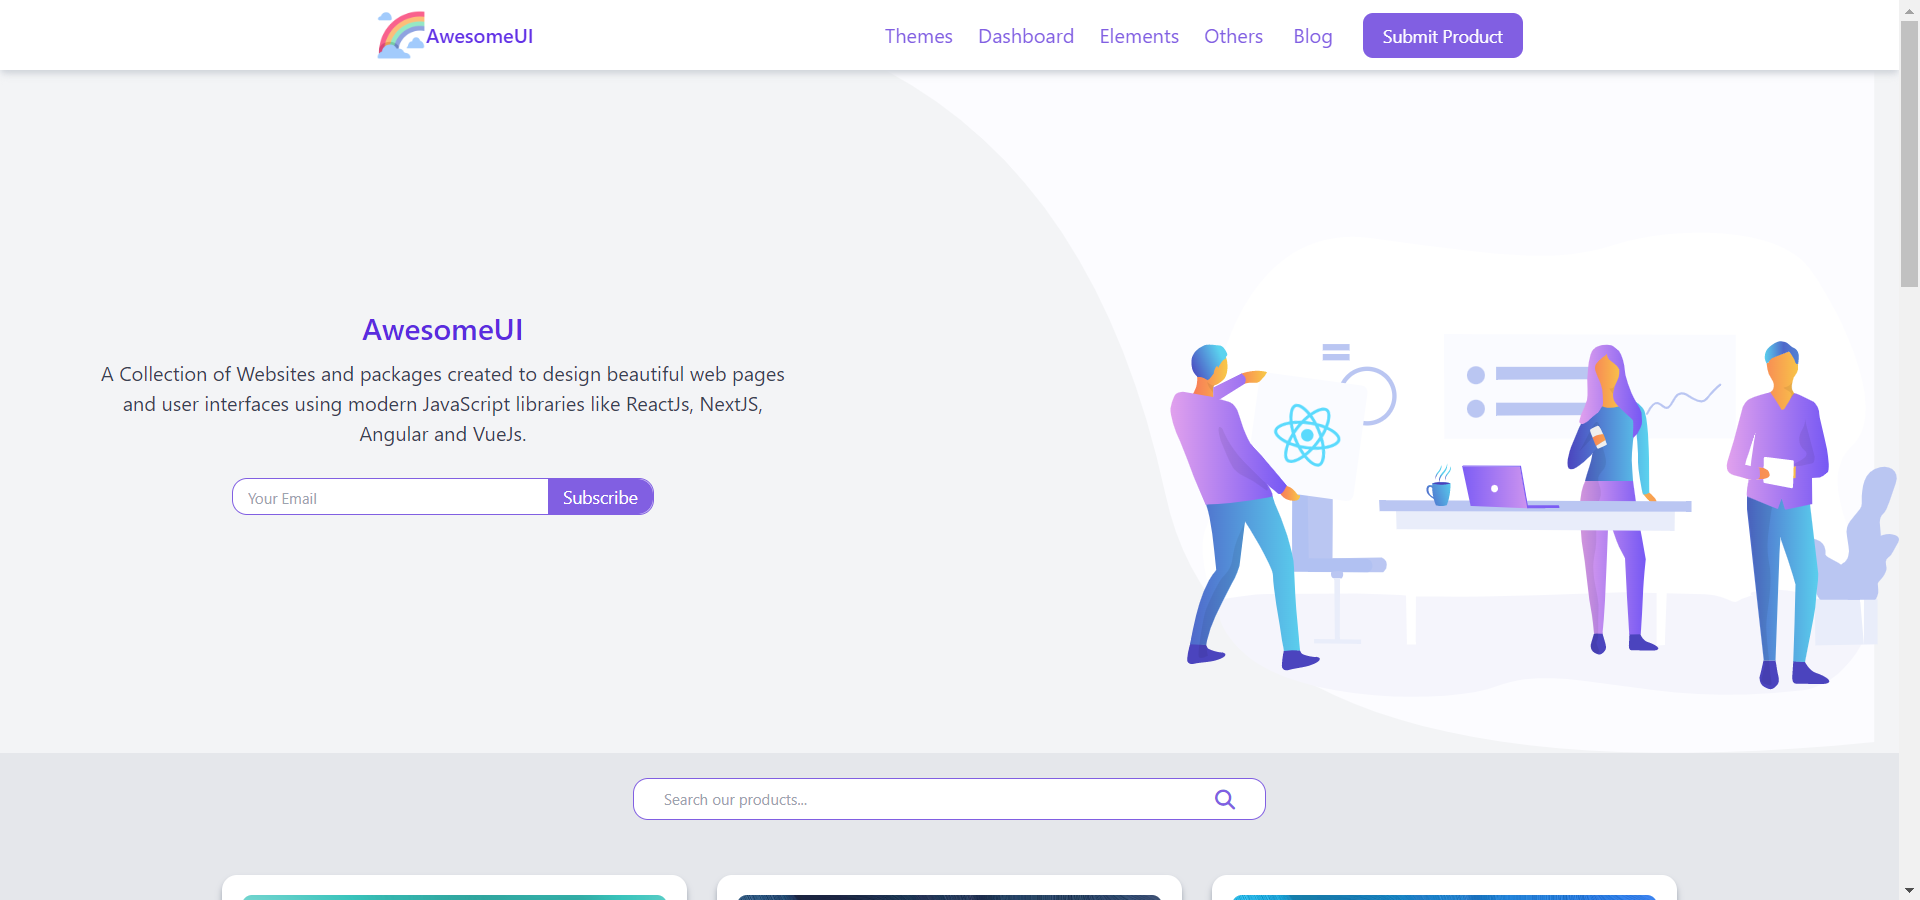 AwesomeUI
Themes Dashboard Elements Others Blog Submit Product
AwesomeUI
A Collection of Websites and packages created to design beautiful web pages
and user interfaces using modern JavaScript libraries like ReactJs, NextJS,
Angular and VueJs.
Your Email Subscribe
Search our products...